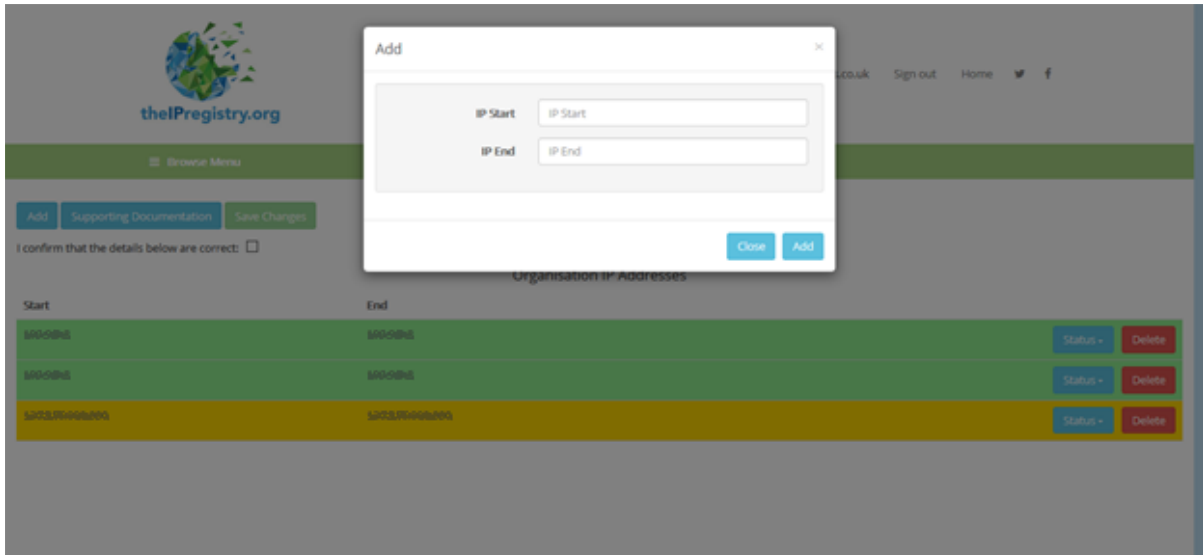 Add
×
theIPregistry.org
.co.uk Sign out Home
IP Start IP Start
IP End IP End
Browse Menu
Add Supporting Documentation Save Changes
I confirm that the details below are correct:
Close Add
Organisation IP Addresses
Start End
Status Delete
Status Delete
Status Delete